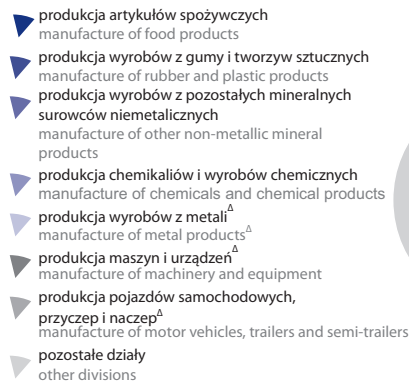 produkcja artykułów spożywczych
manufacture of food products
produkcja wyrobów z gumy i tworzyw sztucznych
manufacture of rubber and plastic products
produkcja wyrobów z pozostałych mineralnych
surowców niemetalicznych
manufacture of other non-metallic mineral
products
produkcja chemikaliów i wyrobów chemicznych
manufacture of chemicals and chemical products
produkcja wyrobów z metali^Δ
manufacture of metal products^Δ
produkcja maszyn i urządzeń^Δ
manufacture of machinery and equipment
produkcja pojazdów samochodowych,
przyczep i naczep^Δ
manufacture of motor vehicles, trailers and semi-trailers
pozostałe działy
other divisions